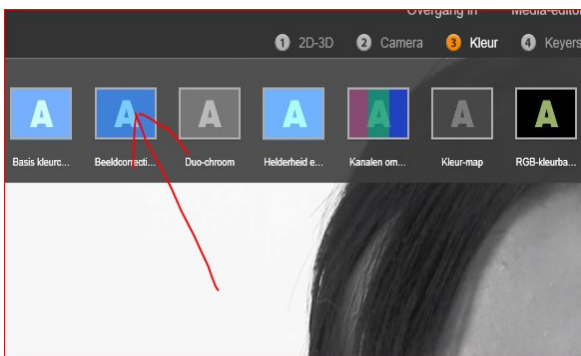 Overgang in Media-editor
1 2D-3D 2 Camera 3 Kleur 4 Keyers
A A A A A A A
Basis kleurc... Beeldcorrecti... Duo-chroom Helderheid e... Kanalen om... Kleur-map RGB-kleurba...